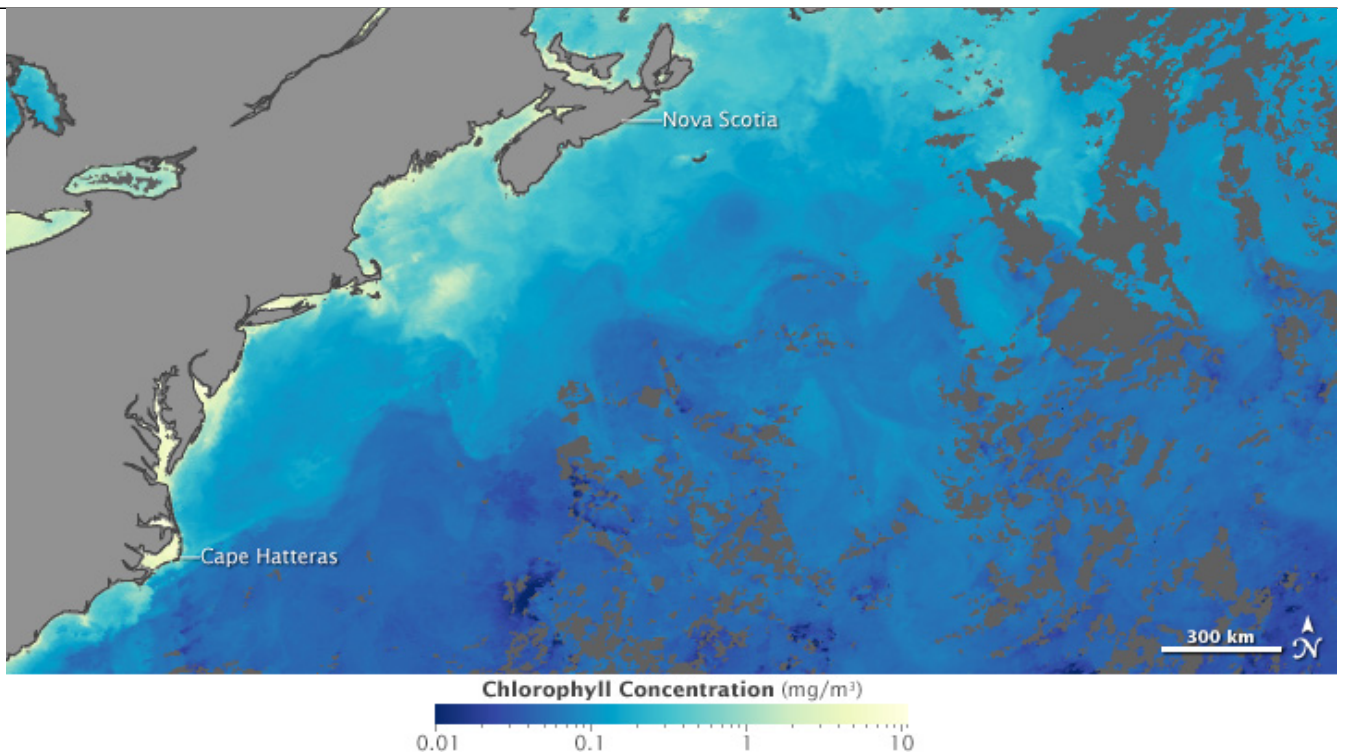 Nova Scotia
Cape Hatteras
300 km
N
Chlorophyll Concentration (mg/m³)
0.01 0.1 1 10